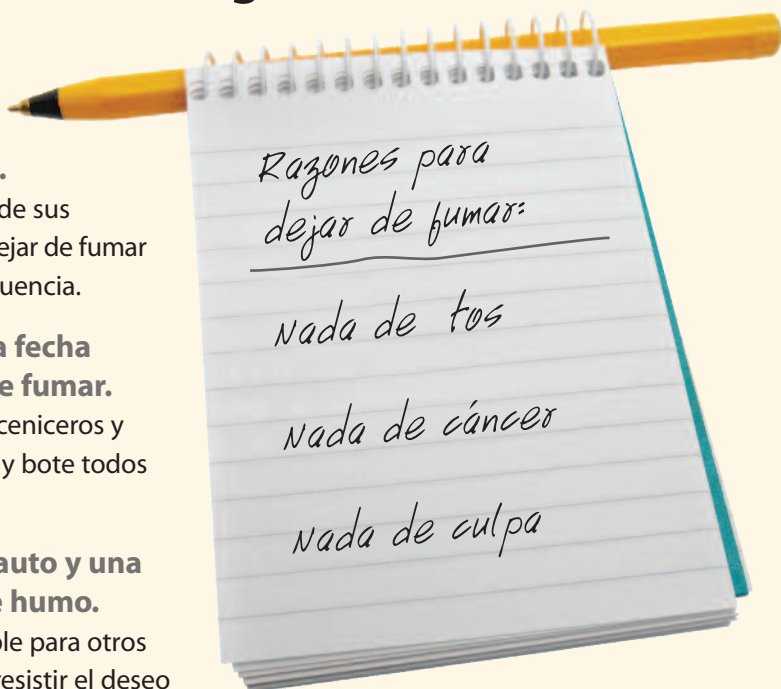 de sus
ejar de fumar
uencia.
a fecha
e fumar.
ceniceros y
y bote todos
auto y una
e humo.
ole para otros
resistir el deseo
Razones para
dejar de fumar:
Nada de tos
Nada de cáncer
Nada de culpa